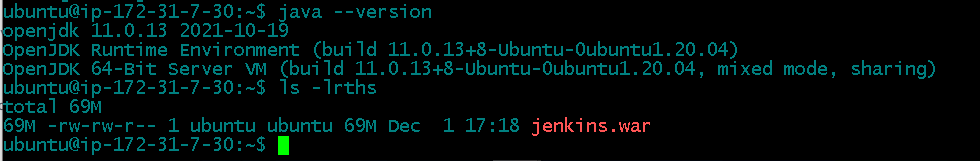 ubuntu@ip-172-31-7-30:~$ java --version
openjdk 11.0.13 2021-10-19
OpenJDK Runtime Environment (build 11.0.13+8-Ubuntu-0ubuntu1.20.04)
OpenJDK 64-Bit Server VM (build 11.0.13+8-Ubuntu-0ubuntu1.20.04, mixed mode, sharing)
ubuntu@ip-172-31-7-30:~$ ls -lrths
total 69M
69M -rw-rw-r-- 1 ubuntu ubuntu 69M Dec  1 17:18 jenkins.war
ubuntu@ip-172-31-7-30:~$